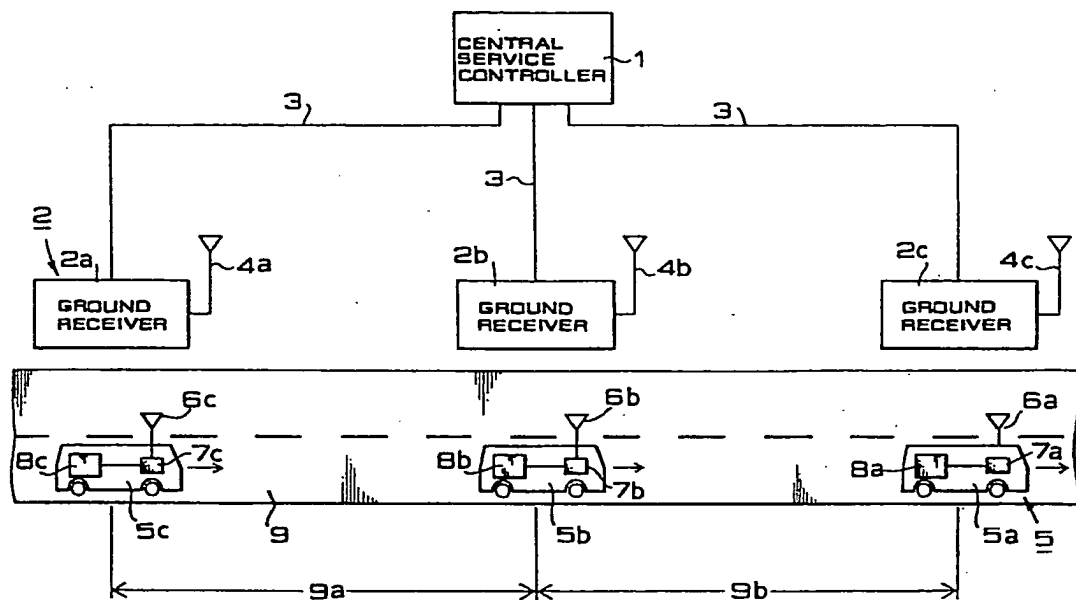 CENTRAL
SERVICE
CONTROLLER
1
3
3
3
2
2a
4a
2b
4b
2c
4c
GROUND
RECEIVER
GROUND
RECEIVER
GROUND
RECEIVER
6c
6b
6a
8c
7c
8b
7b
8a
7a
5c
9
5b
5a
5
9a
9b